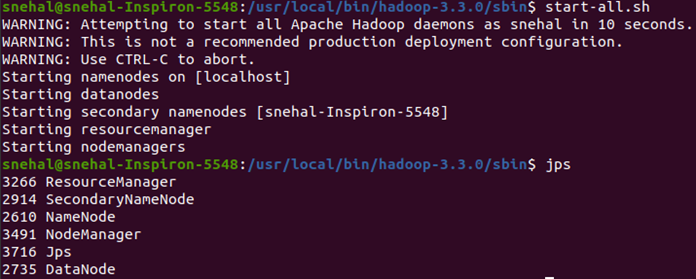 snehal@snehal-Inspiron-5548:/usr/local/bin/hadoop-3.3.0/sbin$ start-all.sh
WARNING: Attempting to start all Apache Hadoop daemons as snehal in 10 seconds.
WARNING: This is not a recommended production deployment configuration.
WARNING: Use CTRL-C to abort.
Starting namenodes on [localhost]
Starting datanodes
Starting secondary namenodes [snehal-Inspiron-5548]
Starting resourcemanager
Starting nodemanagers
snehal@snehal-Inspiron-5548:/usr/local/bin/hadoop-3.3.0/sbin$ jps
3266 ResourceManager
2914 SecondaryNameNode
2610 NameNode
3491 NodeManager
3716 Jps
2735 DataNode